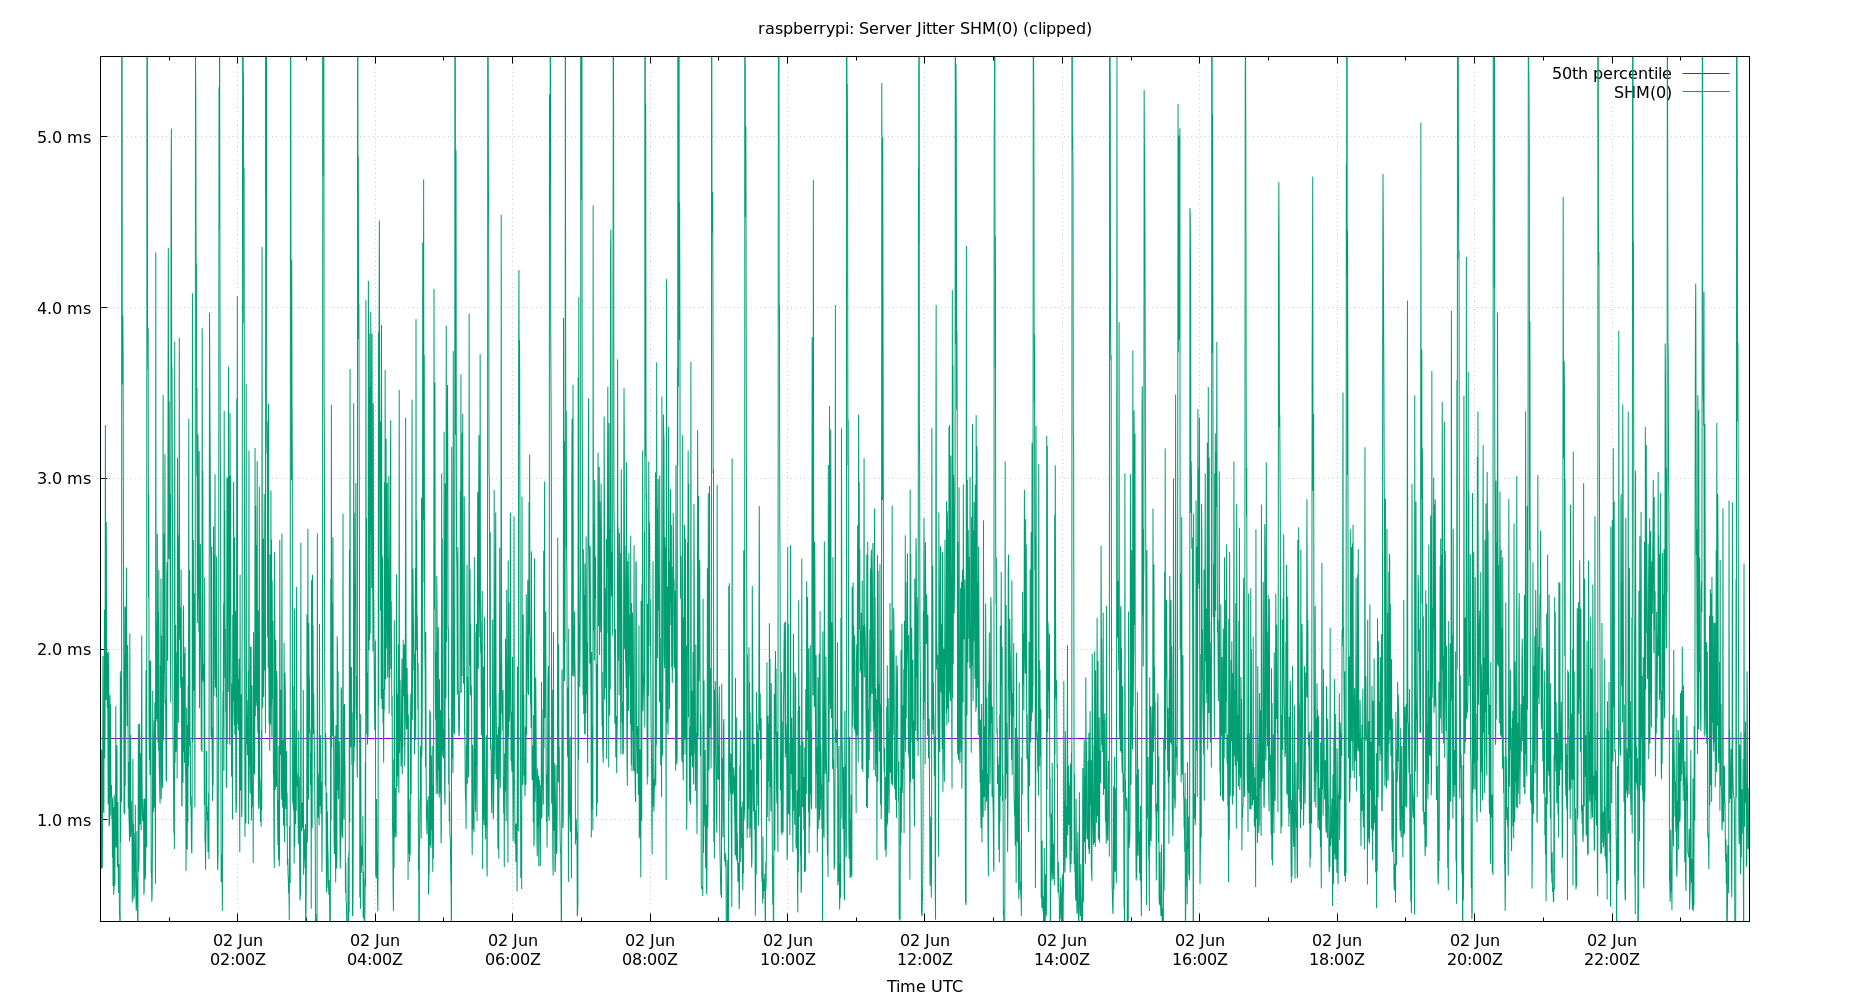 raspberrypi: Server Jitter SHM(0) (clipped)
50th percentile
SHM(0)
5.0 ms
4.0 ms
3.0 ms
2.0 ms
1.0 ms
02 Jun 02 Jun 02 Jun 02 Jun 02 Jun 02 Jun 02 Jun 02 Jun 02 Jun 02 Jun 02 Jun
02:00Z 04:00Z 06:00Z 08:00Z 10:00Z 12:00Z 14:00Z 16:00Z 18:00Z 20:00Z 22:00Z
Time UTC